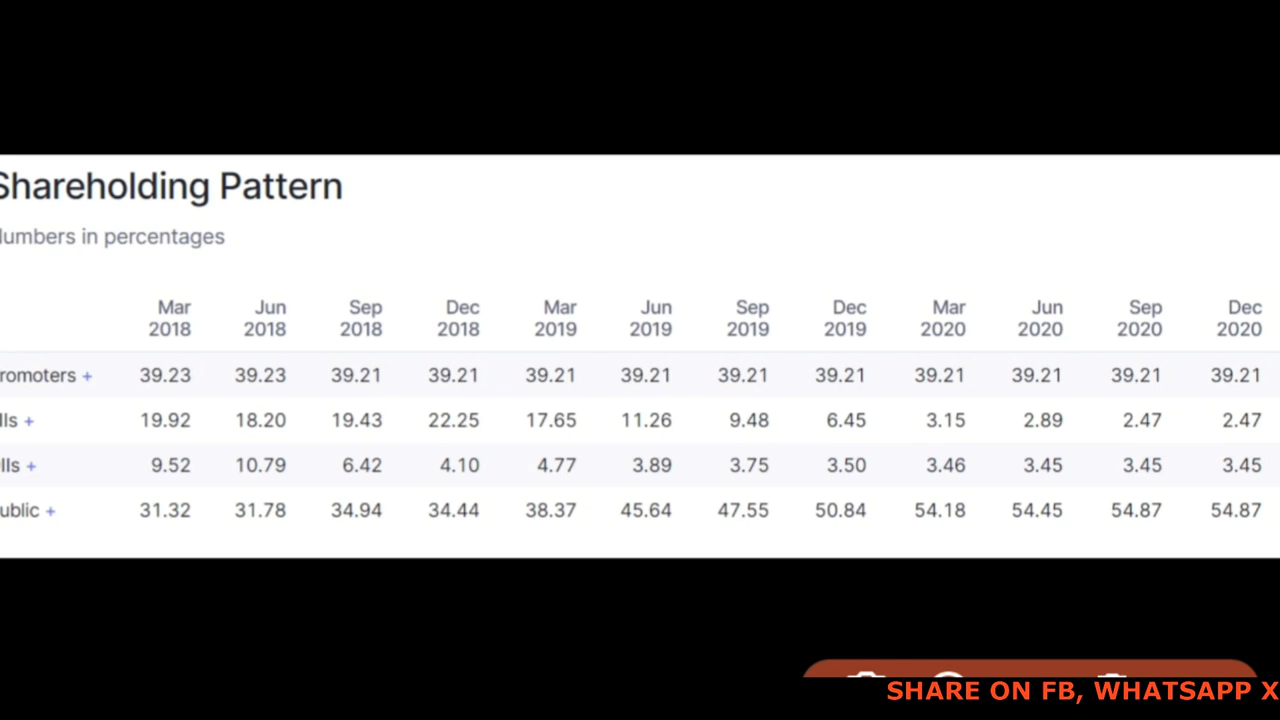 Shareholding Pattern
Numbers in percentages
Mar Jun Sep Dec Mar Jun Sep Dec Mar Jun Sep Dec
2018 2018 2018 2018 2019 2019 2019 2019 2020 2020 2020 2020
romoters + 39.23 39.23 39.21 39.21 39.21 39.21 39.21 39.21 39.21 39.21 39.21 39.21
IIs + 19.92 18.20 19.43 22.25 17.65 11.26 9.48 6.45 3.15 2.89 2.47 2.47
IIs + 9.52 10.79 6.42 4.10 4.77 3.89 3.75 3.50 3.46 3.45 3.45 3.45
ublic + 31.32 31.78 34.94 34.44 38.37 45.64 47.55 50.84 54.18 54.45 54.87 54.87
SHARE ON FB, WHATSAPP X